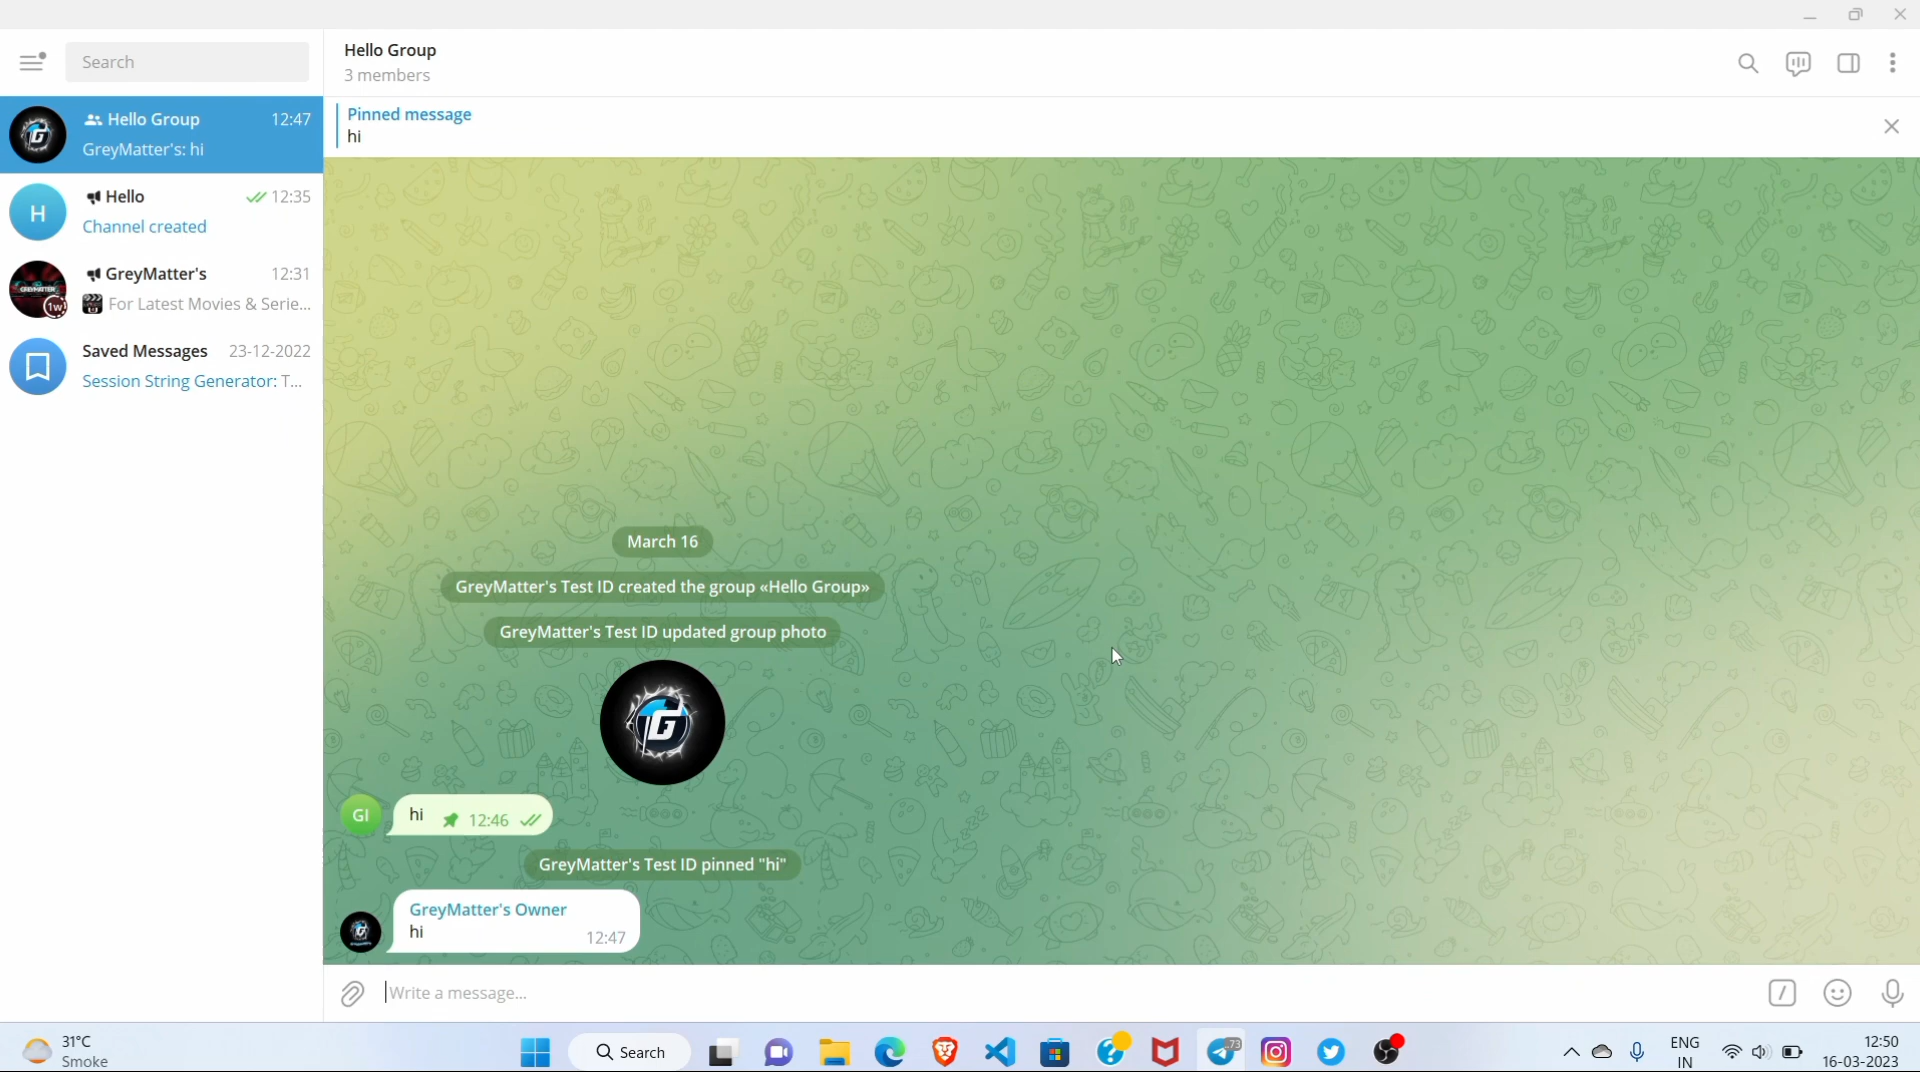 Search
Hello Group
12:47
GreyMatter's: hi
H
Hello
12:35
Channel created
GreyMatter's
12:31
1w
For Latest Movies & Serie...
Saved Messages
23-12-2022
Session String Generator: T...
Hello Group
3 members
Pinned message
hi
March 16
GreyMatter's Test ID created the group «Hello Group»
GreyMatter's Test ID updated group photo
GI
hi
12:46
GreyMatter's Test ID pinned "hi"
GreyMatter's Owner
hi
12:47
Write a message...
31°C
Smoke
Search
73
ENG
IN
12:50
16-03-2023